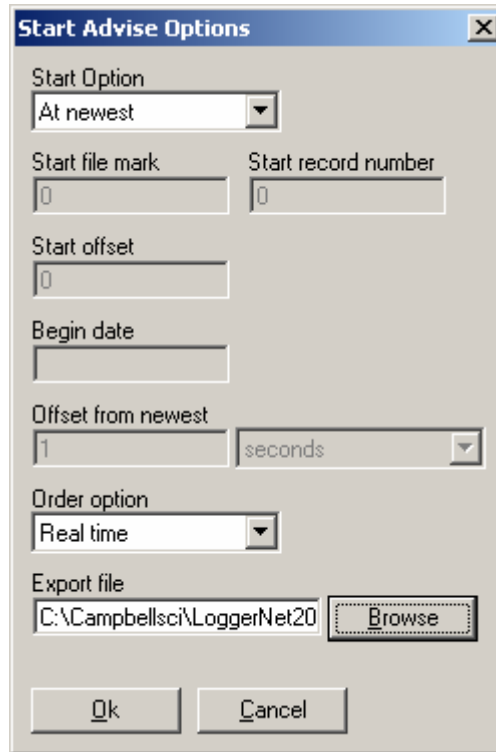 Start Advise Options
Start Option
At newest
Start file mark
Start record number
0
0
Start offset
0
Begin date
Offset from newest
1
seconds
Order option
Real time
Export file
C:\Campbellsci\LoggerNet20
Browse
Ok
Cancel